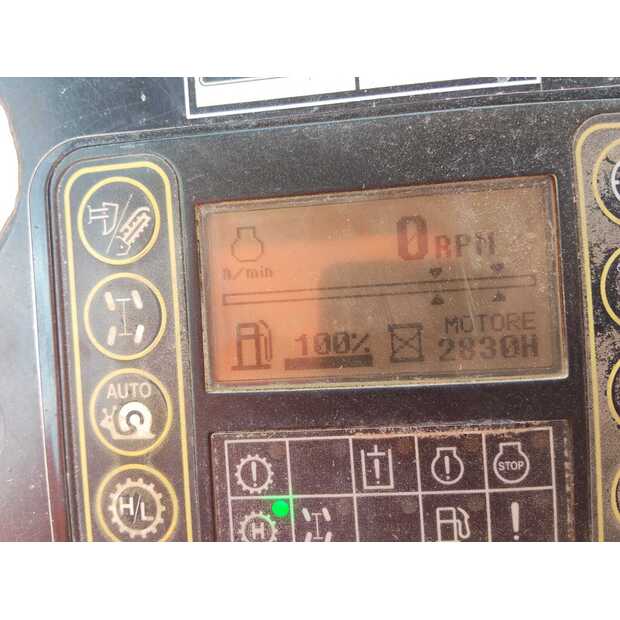 0 RPM
n/min
MOTORE
100% 2830H
AUTO
H/L
! ! ! STOP
H !